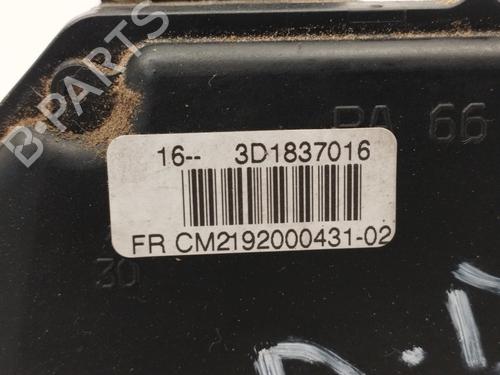 B-PARTS
PA 66
16-- 3D1837016
FR CM2192000431-02
30